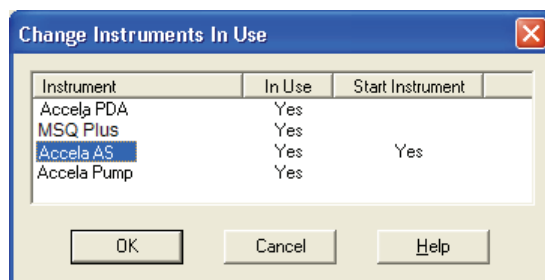 Change Instruments In Use
Instrument In Use Start Instrument
Accela PDA Yes
MSQ Plus Yes
Accela AS Yes Yes
Accela Pump Yes
OK Cancel Help